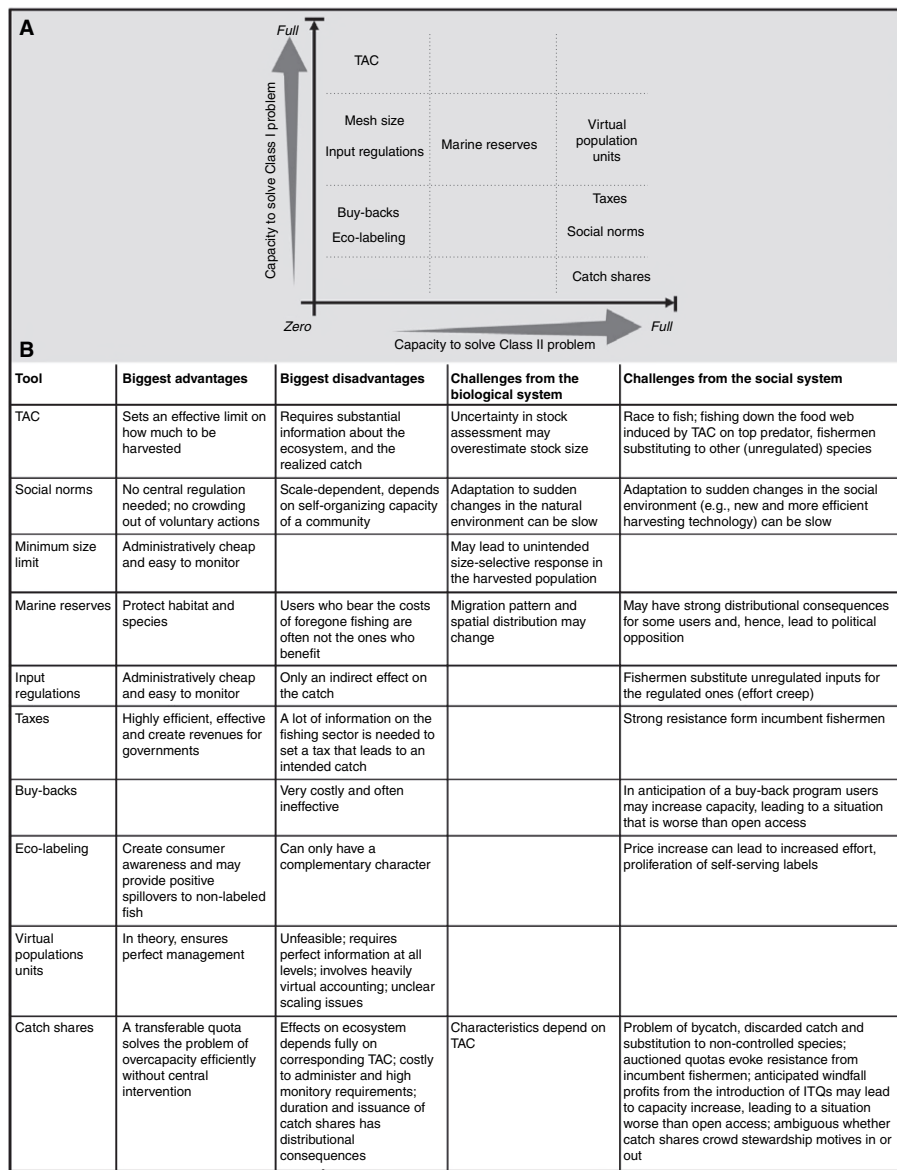 A
Full
TAC
Mesh size
Input regulations
Marine reserves
Virtual
population
units
Taxes
Buy-backs
Eco-labeling
Social norms
Catch shares
Capacity to solve Class I problem
Zero
Full
Capacity to solve Class II problem
B
Tool
Biggest advantages
Biggest disadvantages
Challenges from the
biological system
Challenges from the social system
TAC
Sets an effective limit on
how much to be
harvested
Requires substantial
information about the
ecosystem, and the
realized catch
Uncertainty in stock
assessment may
overestimate stock size
Race to fish; fishing down the food web
induced by TAC on top predator, fishermen
substituting to other (unregulated) species
Social norms
No central regulation
needed; no crowding
out of voluntary actions
Scale-dependent, depends
on self-organizing capacity
of a community
Adaptation to sudden
changes in the natural
environment can be slow
Adaptation to sudden changes in the social
environment (e.g., new and more efficient
harvesting technology) can be slow
Minimum size
limit
Administratively cheap
and easy to monitor
May lead to unintended
size-selective response in
the harvested population
Marine reserves
Protect habitat and
species
Users who bear the costs
of foregone fishing are
often not the ones who
benefit
Migration pattern and
spatial distribution may
change
May have strong distributional consequences
for some users and, hence, lead to political
opposition
Input
regulations
Administratively cheap
and easy to monitor
Only an indirect effect on
the catch
Fishermen substitute unregulated inputs for
the regulated ones (effort creep)
Taxes
Highly efficient, effective
and create revenues for
governments
A lot of information on the
fishing sector is needed to
set a tax that leads to an
intended catch
Strong resistance form incumbent fishermen
Buy-backs
Very costly and often
ineffective
In anticipation of a buy-back program users
may increase capacity, leading to a situation
that is worse than open access
Eco-labeling
Create consumer
awareness and may
provide positive
spillovers to non-labeled
fish
Can only have a
complementary character
Price increase can lead to increased effort,
proliferation of self-serving labels
Virtual
populations
units
In theory, ensures
perfect management
Unfeasible; requires
perfect information at all
levels; involves heavily
virtual accounting; unclear
scaling issues
Catch shares
A transferable quota
solves the problem of
overcapacity efficiently
without central
intervention
Effects on ecosystem
depends fully on
corresponding TAC; costly
to administer and high
monitory requirements;
duration and issuance of
catch shares has
distributional
consequences
Characteristics depend on
TAC
Problem of bycatch, discarded catch and
substitution to non-controlled species;
auctioned quotas evoke resistance from
incumbent fishermen; anticipated windfall
profits from the introduction of ITQs may lead
to capacity increase, leading to a situation
worse than open access; ambiguous whether
catch shares crowd stewardship motives in or
out